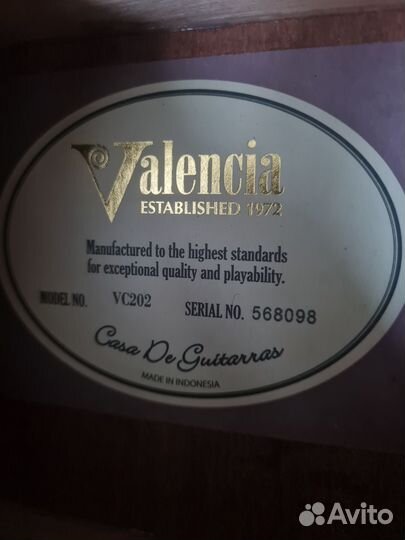 Valencia
ESTABLISHED 1972
Manufactured to the highest standards
for exceptional quality and playability.
MODEL NO. VC202 SERIAL NO. 568098
Casa De Guitarras
MADE IN INDONESIA
Avito